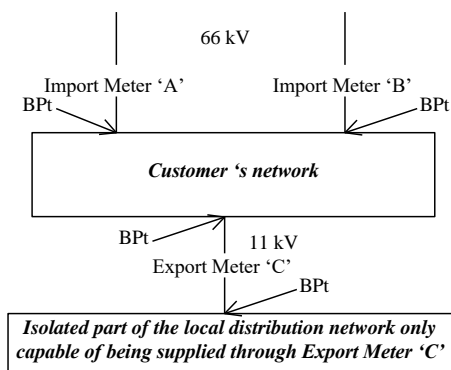 66 kV
Import Meter ‘A’
Import Meter ‘B’
BPt
BPt
Customer ‘s network
BPt
11 kV
Export Meter ‘C’
BPt
Isolated part of the local distribution network only
capable of being supplied through Export Meter ‘C’